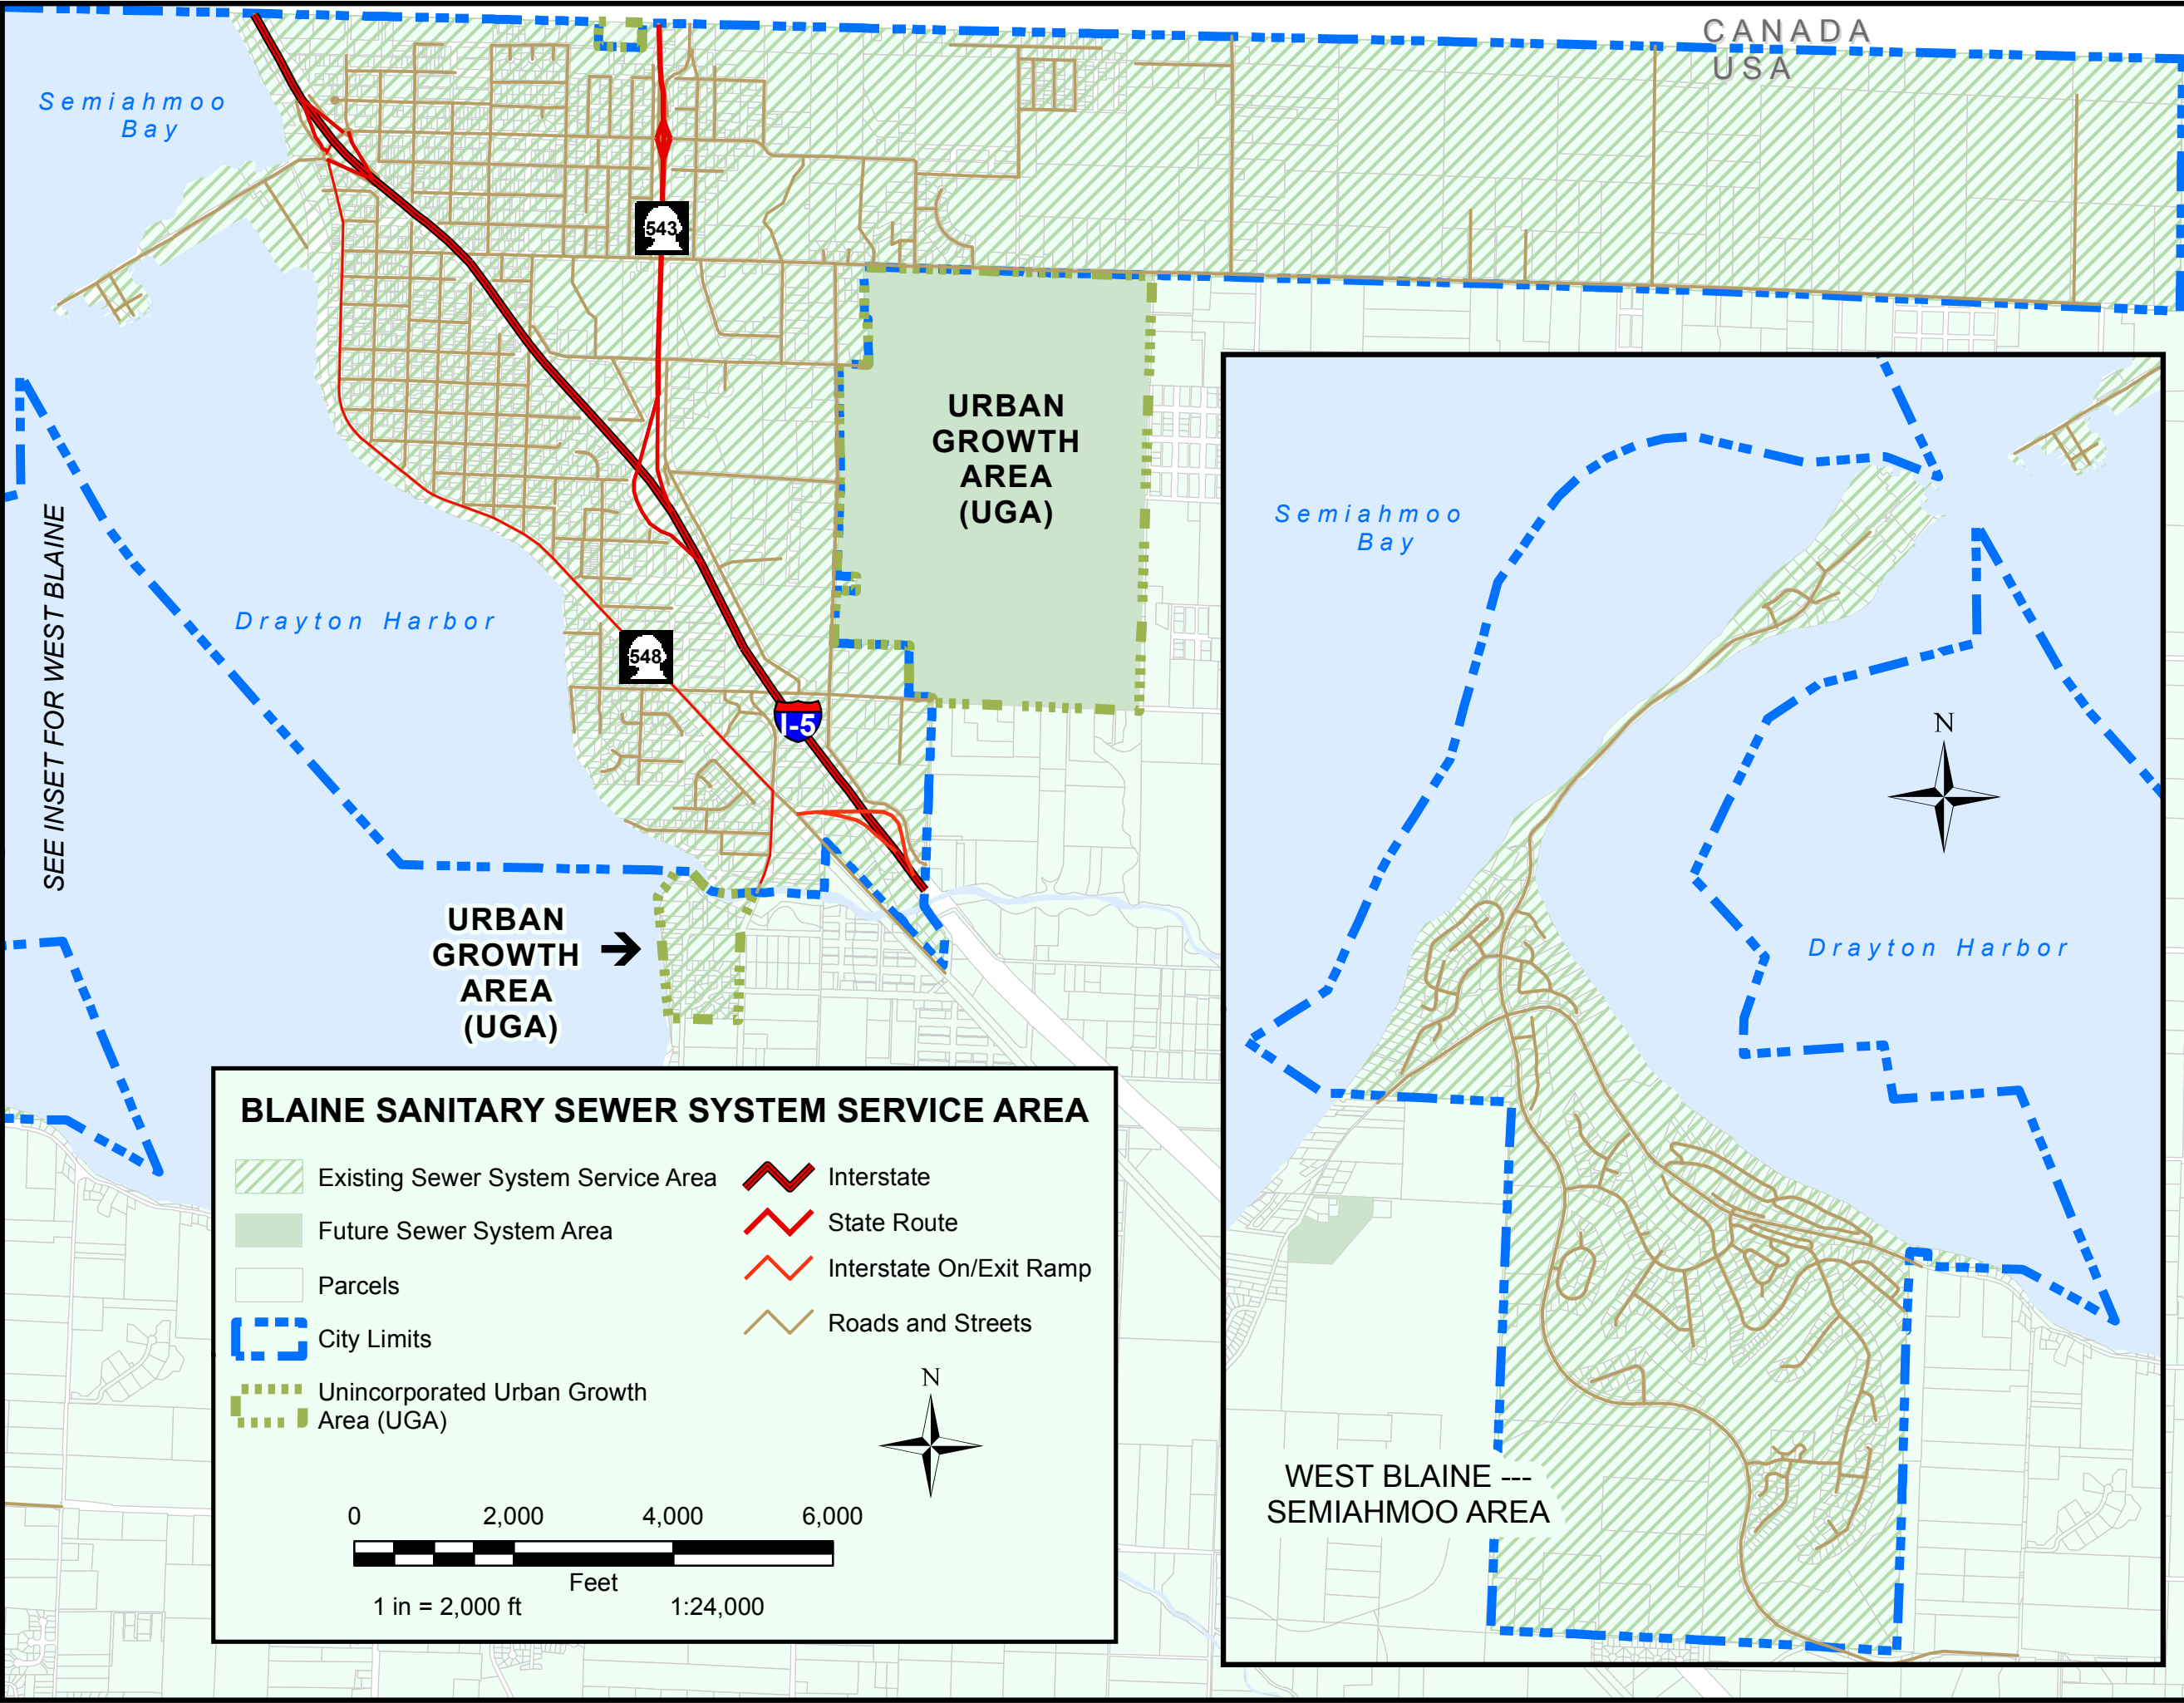 CANADA
USA
Semiahmoo
Bay
543
URBAN
GROWTH
AREA
(UGA)
SEE INSET FOR WEST BLAINE
Drayton Harbor
548
I-5
URBAN
GROWTH
AREA
(UGA)
Semiahmoo
Bay
N
Drayton Harbor
WEST BLAINE ---
SEMIAHMOO AREA
BLAINE SANITARY SEWER SYSTEM SERVICE AREA
Existing Sewer System Service Area
Future Sewer System Area
Parcels
City Limits
Unincorporated Urban Growth
Area (UGA)
Interstate
State Route
Interstate On/Exit Ramp
Roads and Streets
N
0 2,000 4,000 6,000
Feet
1 in = 2,000 ft 1:24,000